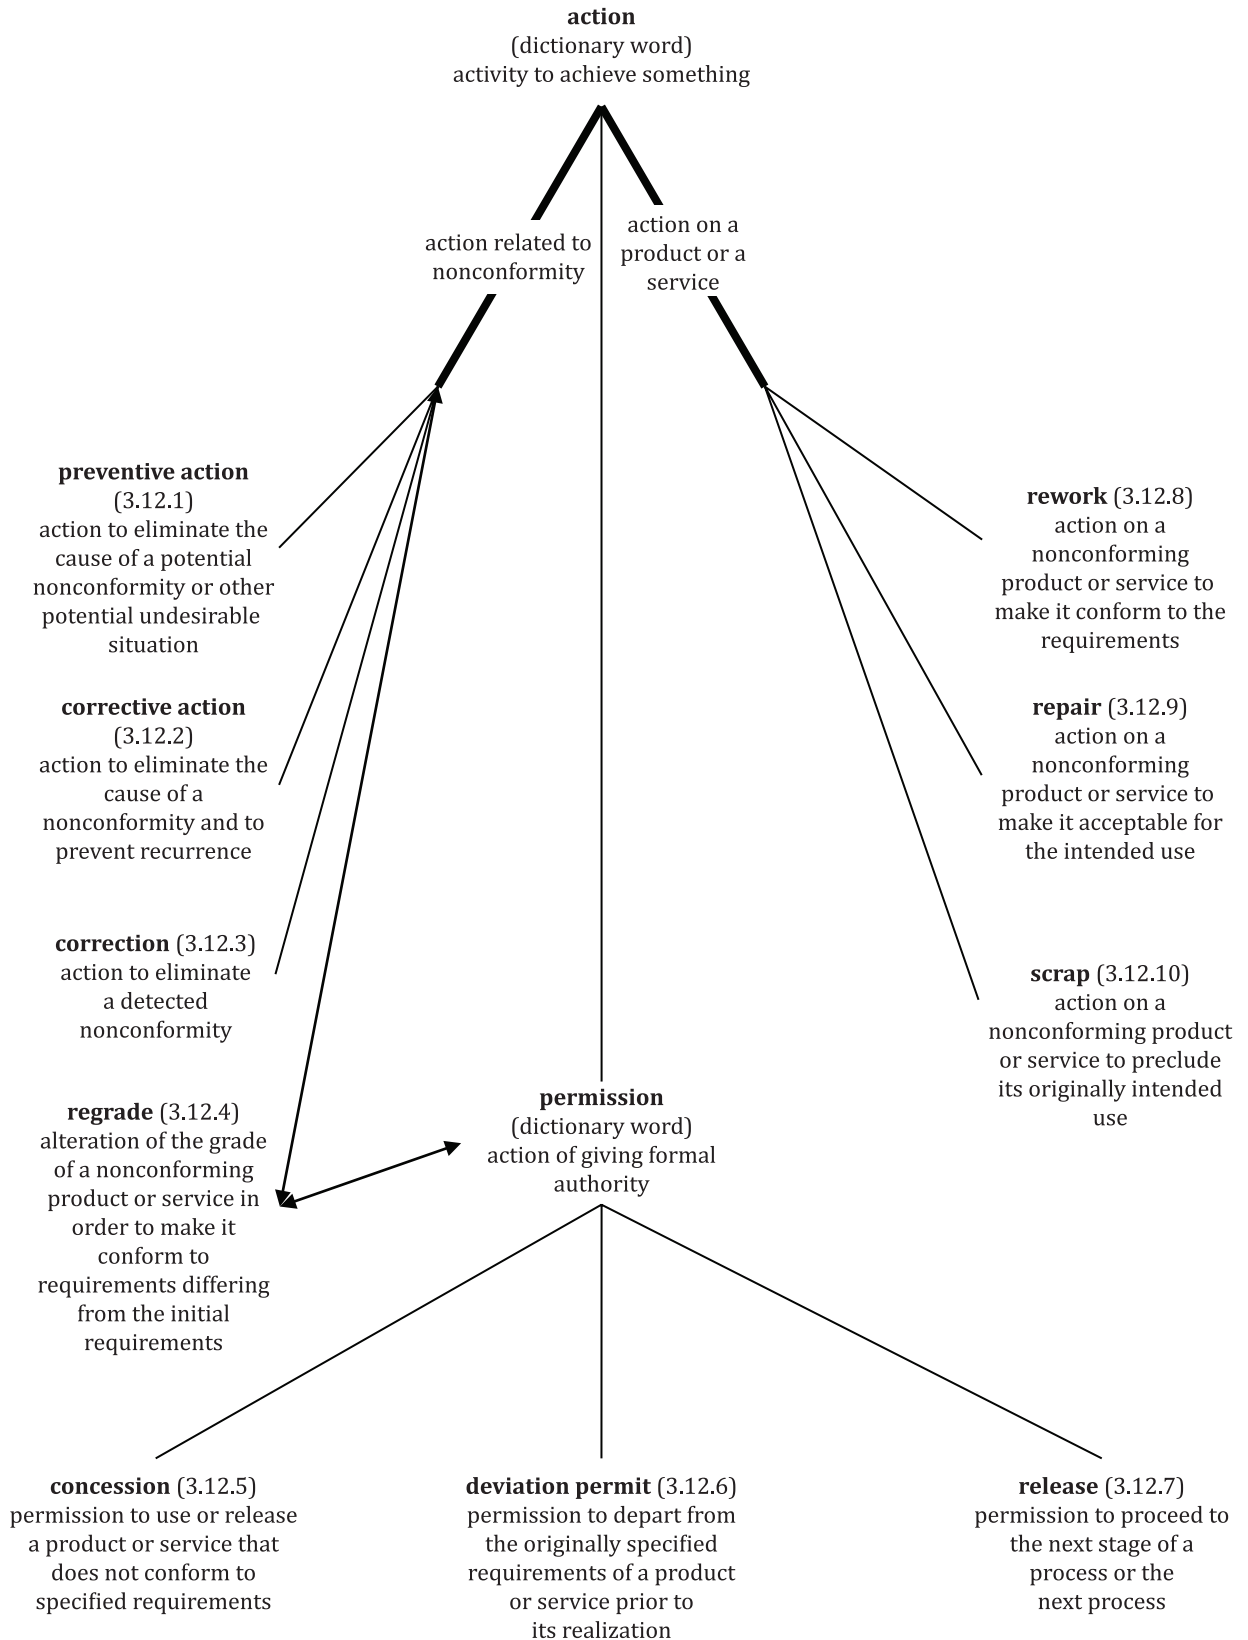 action
(dictionary word)
activity to achieve something
action related to
nonconformity
action on a
product or a
service
preventive action
(3.12.1)
action to eliminate the
cause of a potential
nonconformity or other
potential undesirable
situation
corrective action
(3.12.2)
action to eliminate the
cause of a
nonconformity and to
prevent recurrence
correction (3.12.3)
action to eliminate
a detected
nonconformity
regrade (3.12.4)
alteration of the grade
of a nonconforming
product or service in
order to make it
conform to
requirements differing
from the initial
requirements
permission
(dictionary word)
action of giving formal
authority
rework (3.12.8)
action on a
nonconforming
product or service to
make it conform to the
requirements
repair (3.12.9)
action on a
nonconforming
product or service to
make it acceptable for
the intended use
scrap (3.12.10)
action on a
nonconforming product
or service to preclude
its originally intended
use
concession (3.12.5)
permission to use or release
a product or service that
does not conform to
specified requirements
deviation permit (3.12.6)
permission to depart from
the originally specified
requirements of a product
or service prior to
its realization
release (3.12.7)
permission to proceed to
the next stage of a
process or the
next process